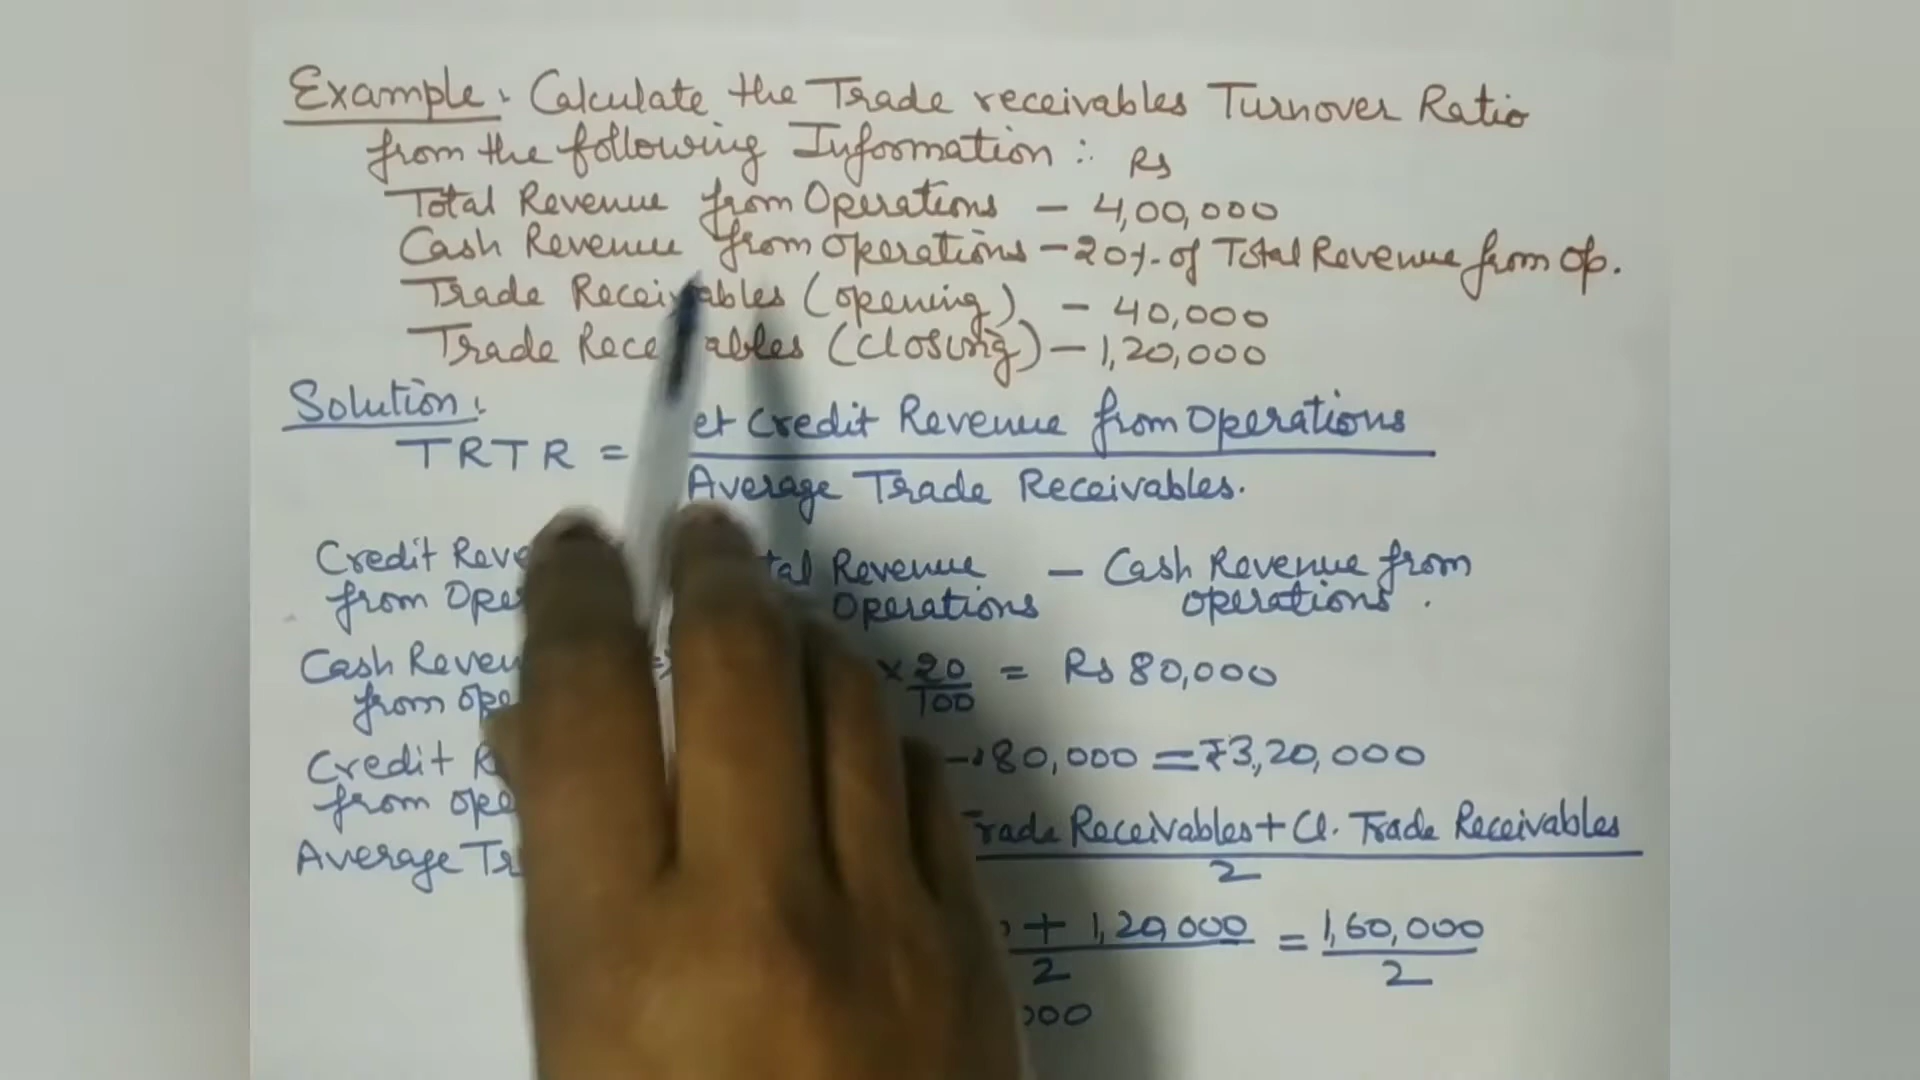 Example: Calculate the Trade receivables Turnover Ratio
from the following Information: Rs
Total Revenue from Operations - 4,00,000
Cash Revenue from operations - 20% of Total Revenue from Op.
Trade Receivables (opening) - 40,000
Trade Rece ables (closing) - 1,20,000
Solution:
TRTR = et Credit Revenue from Operations
Average Trade Receivables.
Credit Reve tal Revenue - Cash Revenue from
from Ope Operations operations.
Cash Reven × 20/100 = Rs 80,000
from ope
Credit R - 80,000 = ₹3,20,000
from ope
Average Tr rade Receivables + Cl. Trade Receivables
2
+ 1,20,000 = 1,60,000
2 2
000